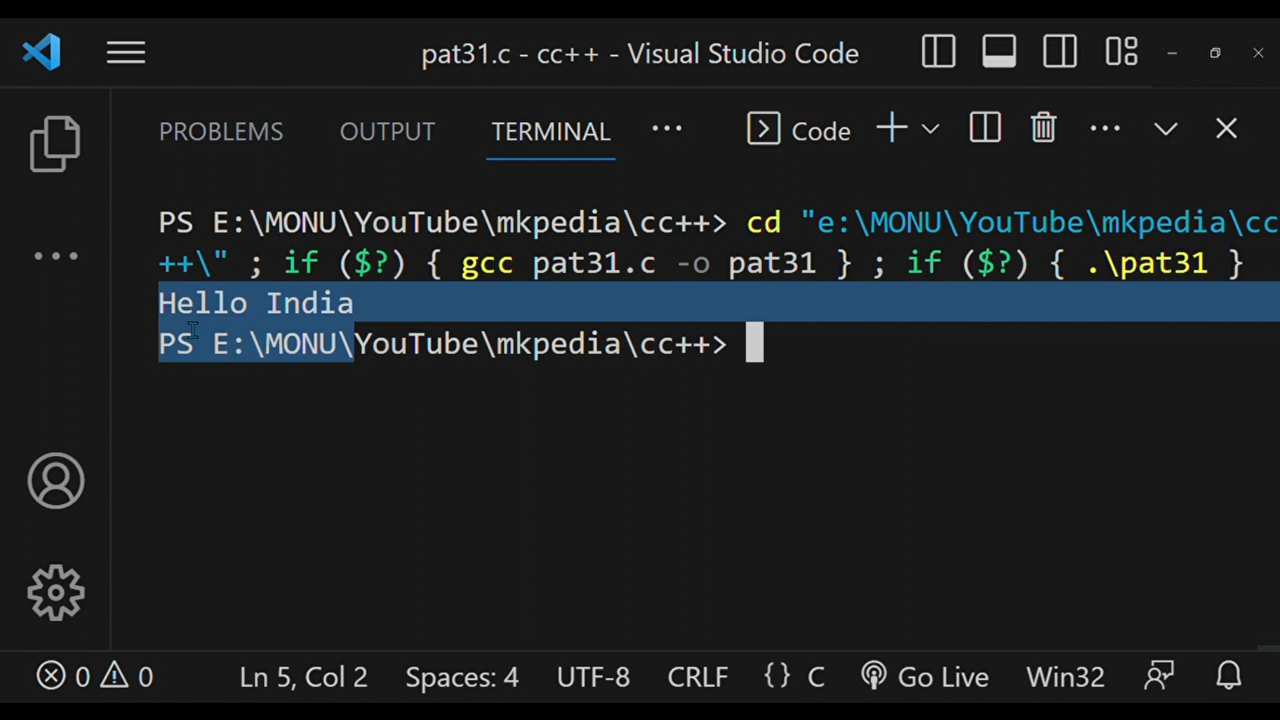 pat31.c - cc++ - Visual Studio Code
PROBLEMS OUTPUT TERMINAL ... Code
PS E:\MONU\YouTube\mkpedia\cc++> cd "e:\MONU\YouTube\mkpedia\cc
++\" ; if ($?) { gcc pat31.c -o pat31 } ; if ($?) { .\pat31 }
Hello India
PS E:\MONU\YouTube\mkpedia\cc++>
0 0 Ln 5, Col 2 Spaces: 4 UTF-8 CRLF {} C Go Live Win32